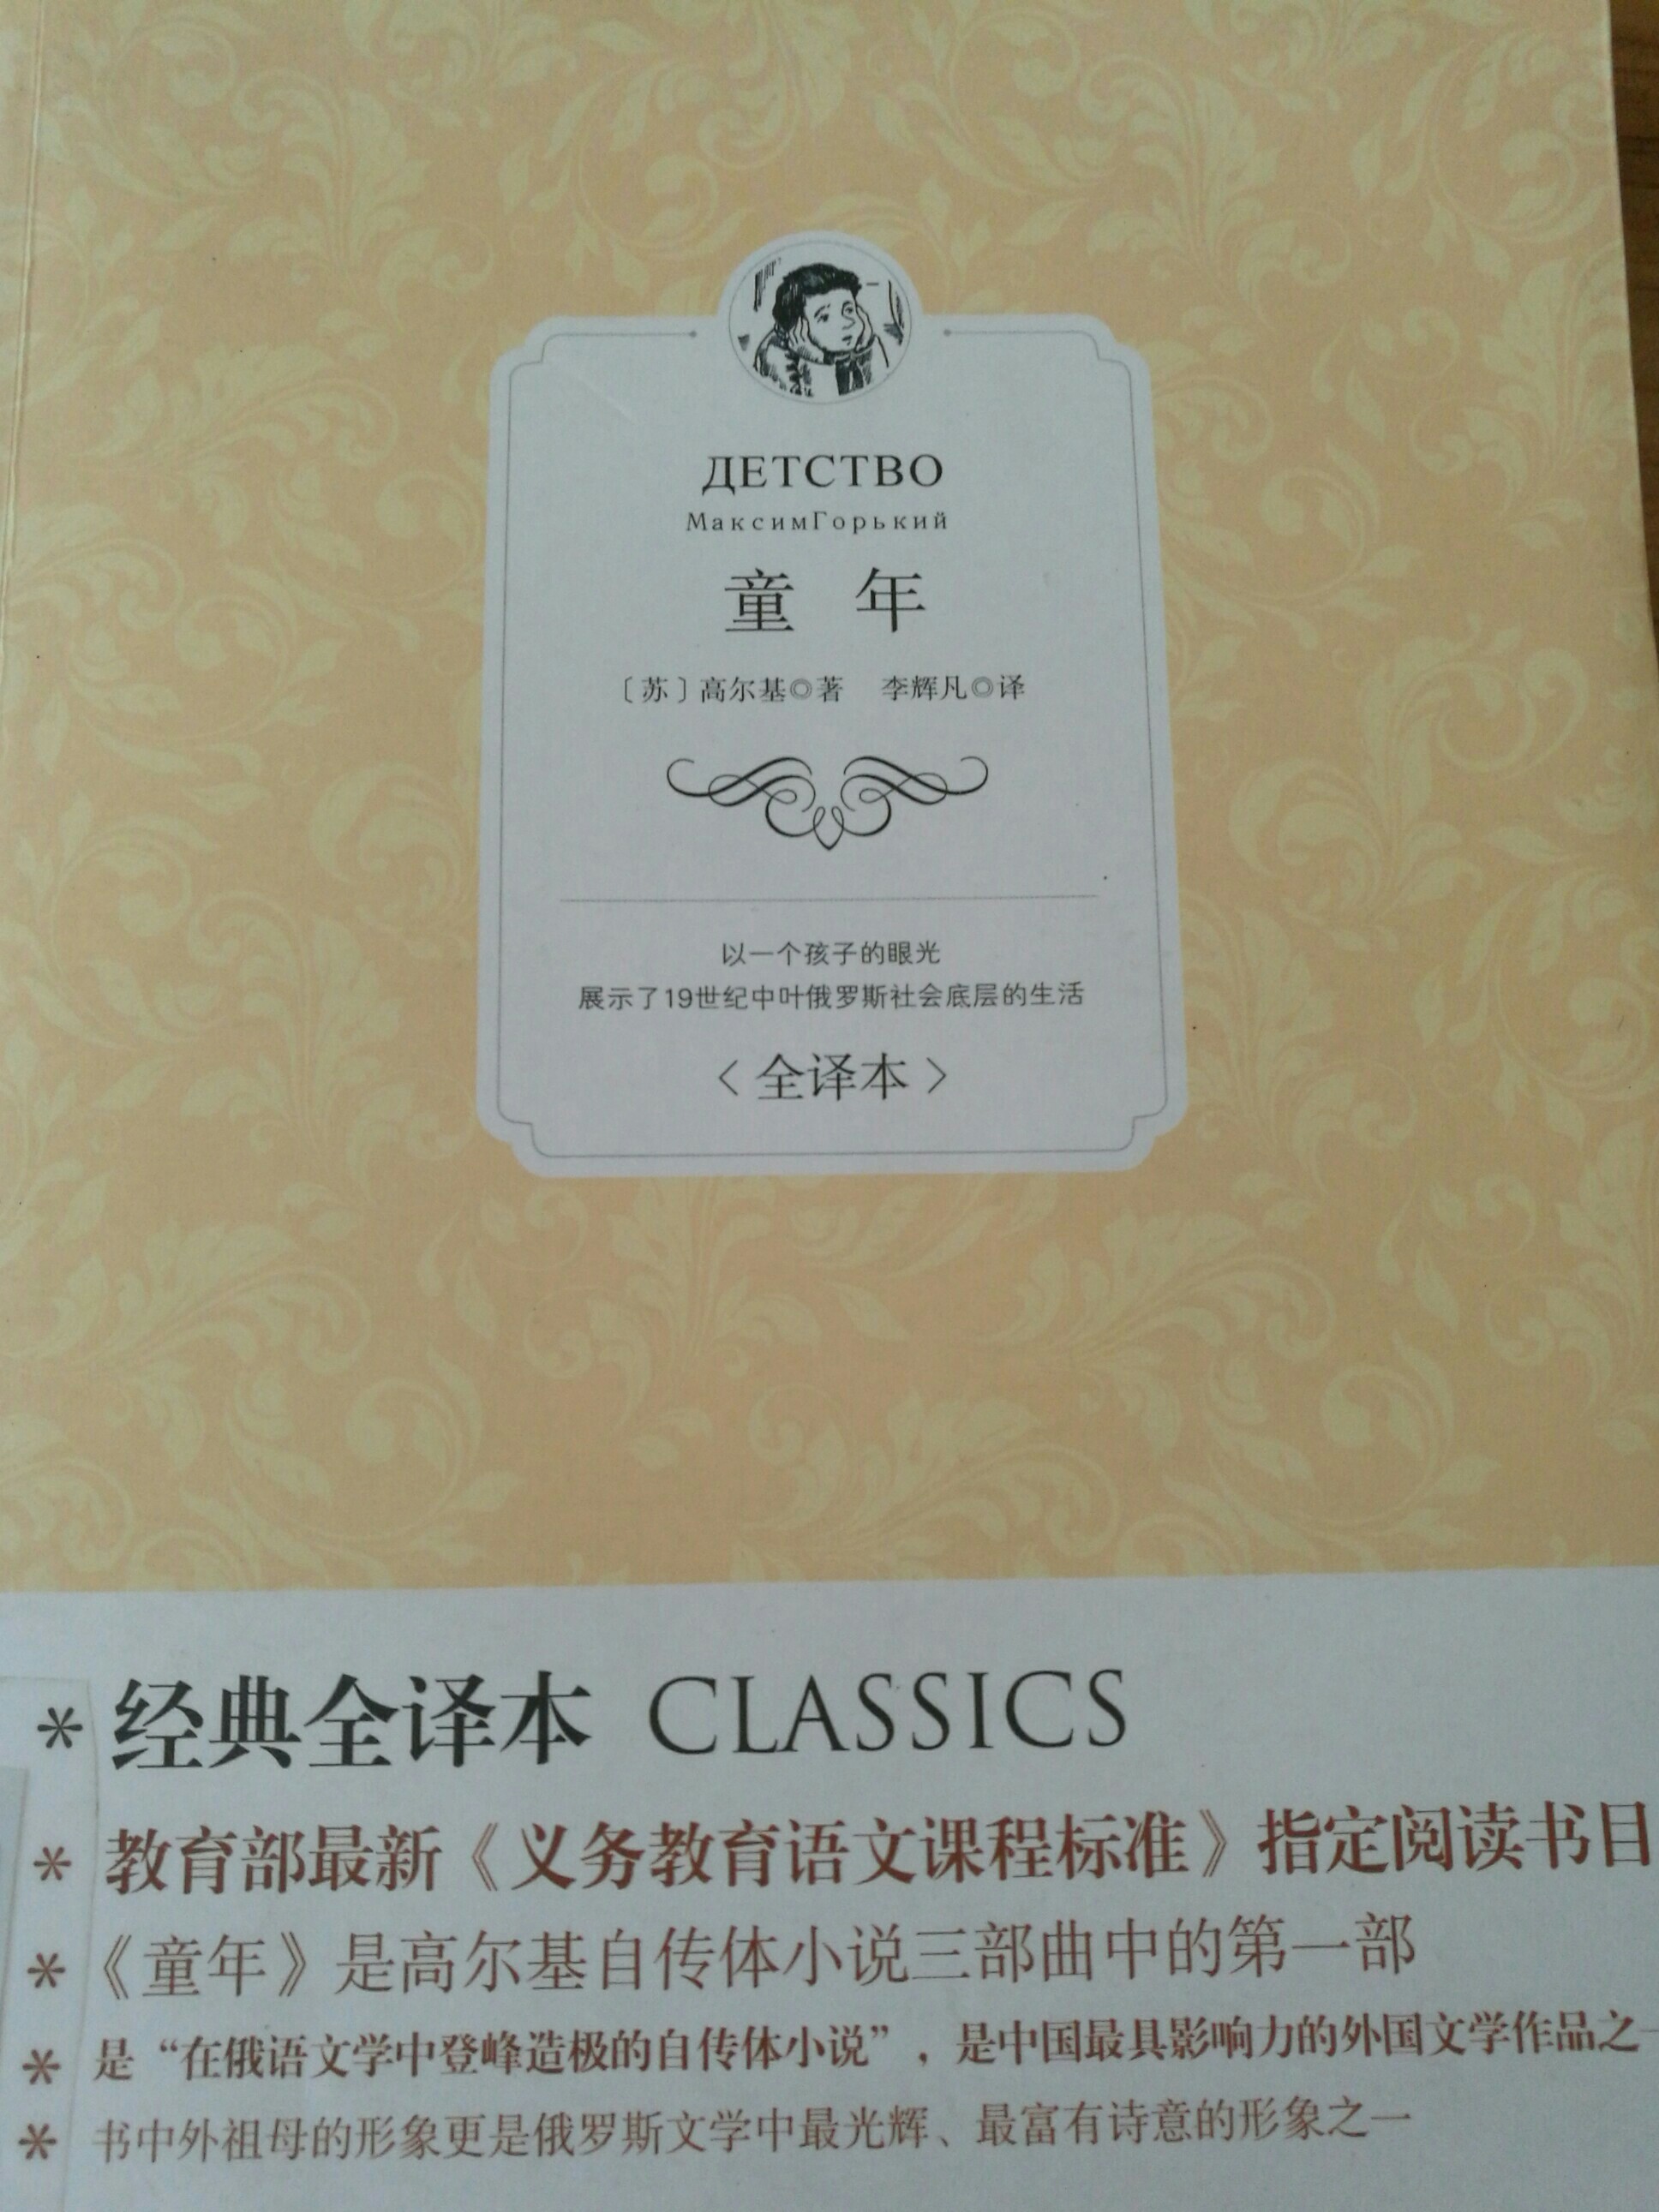 ДЕТСТВО
МаксимГорький
童 年
〔苏〕高尔基◎著 李辉凡◎译
以一个孩子的眼光
展示了19世纪中叶俄罗斯社会底层的生活
〈全译本〉
* 经典全译本 CLASSICS
* 教育部最新《义务教育语文课程标准》指定阅读书目
* 《童年》是高尔基自传体小说三部曲中的第一部
* 是“在俄语文学中登峰造极的自传体小说”，是中国最具影响力的外国文学作品之一
* 书中外祖母的形象更是俄罗斯文学中最光辉、最富有诗意的形象之一